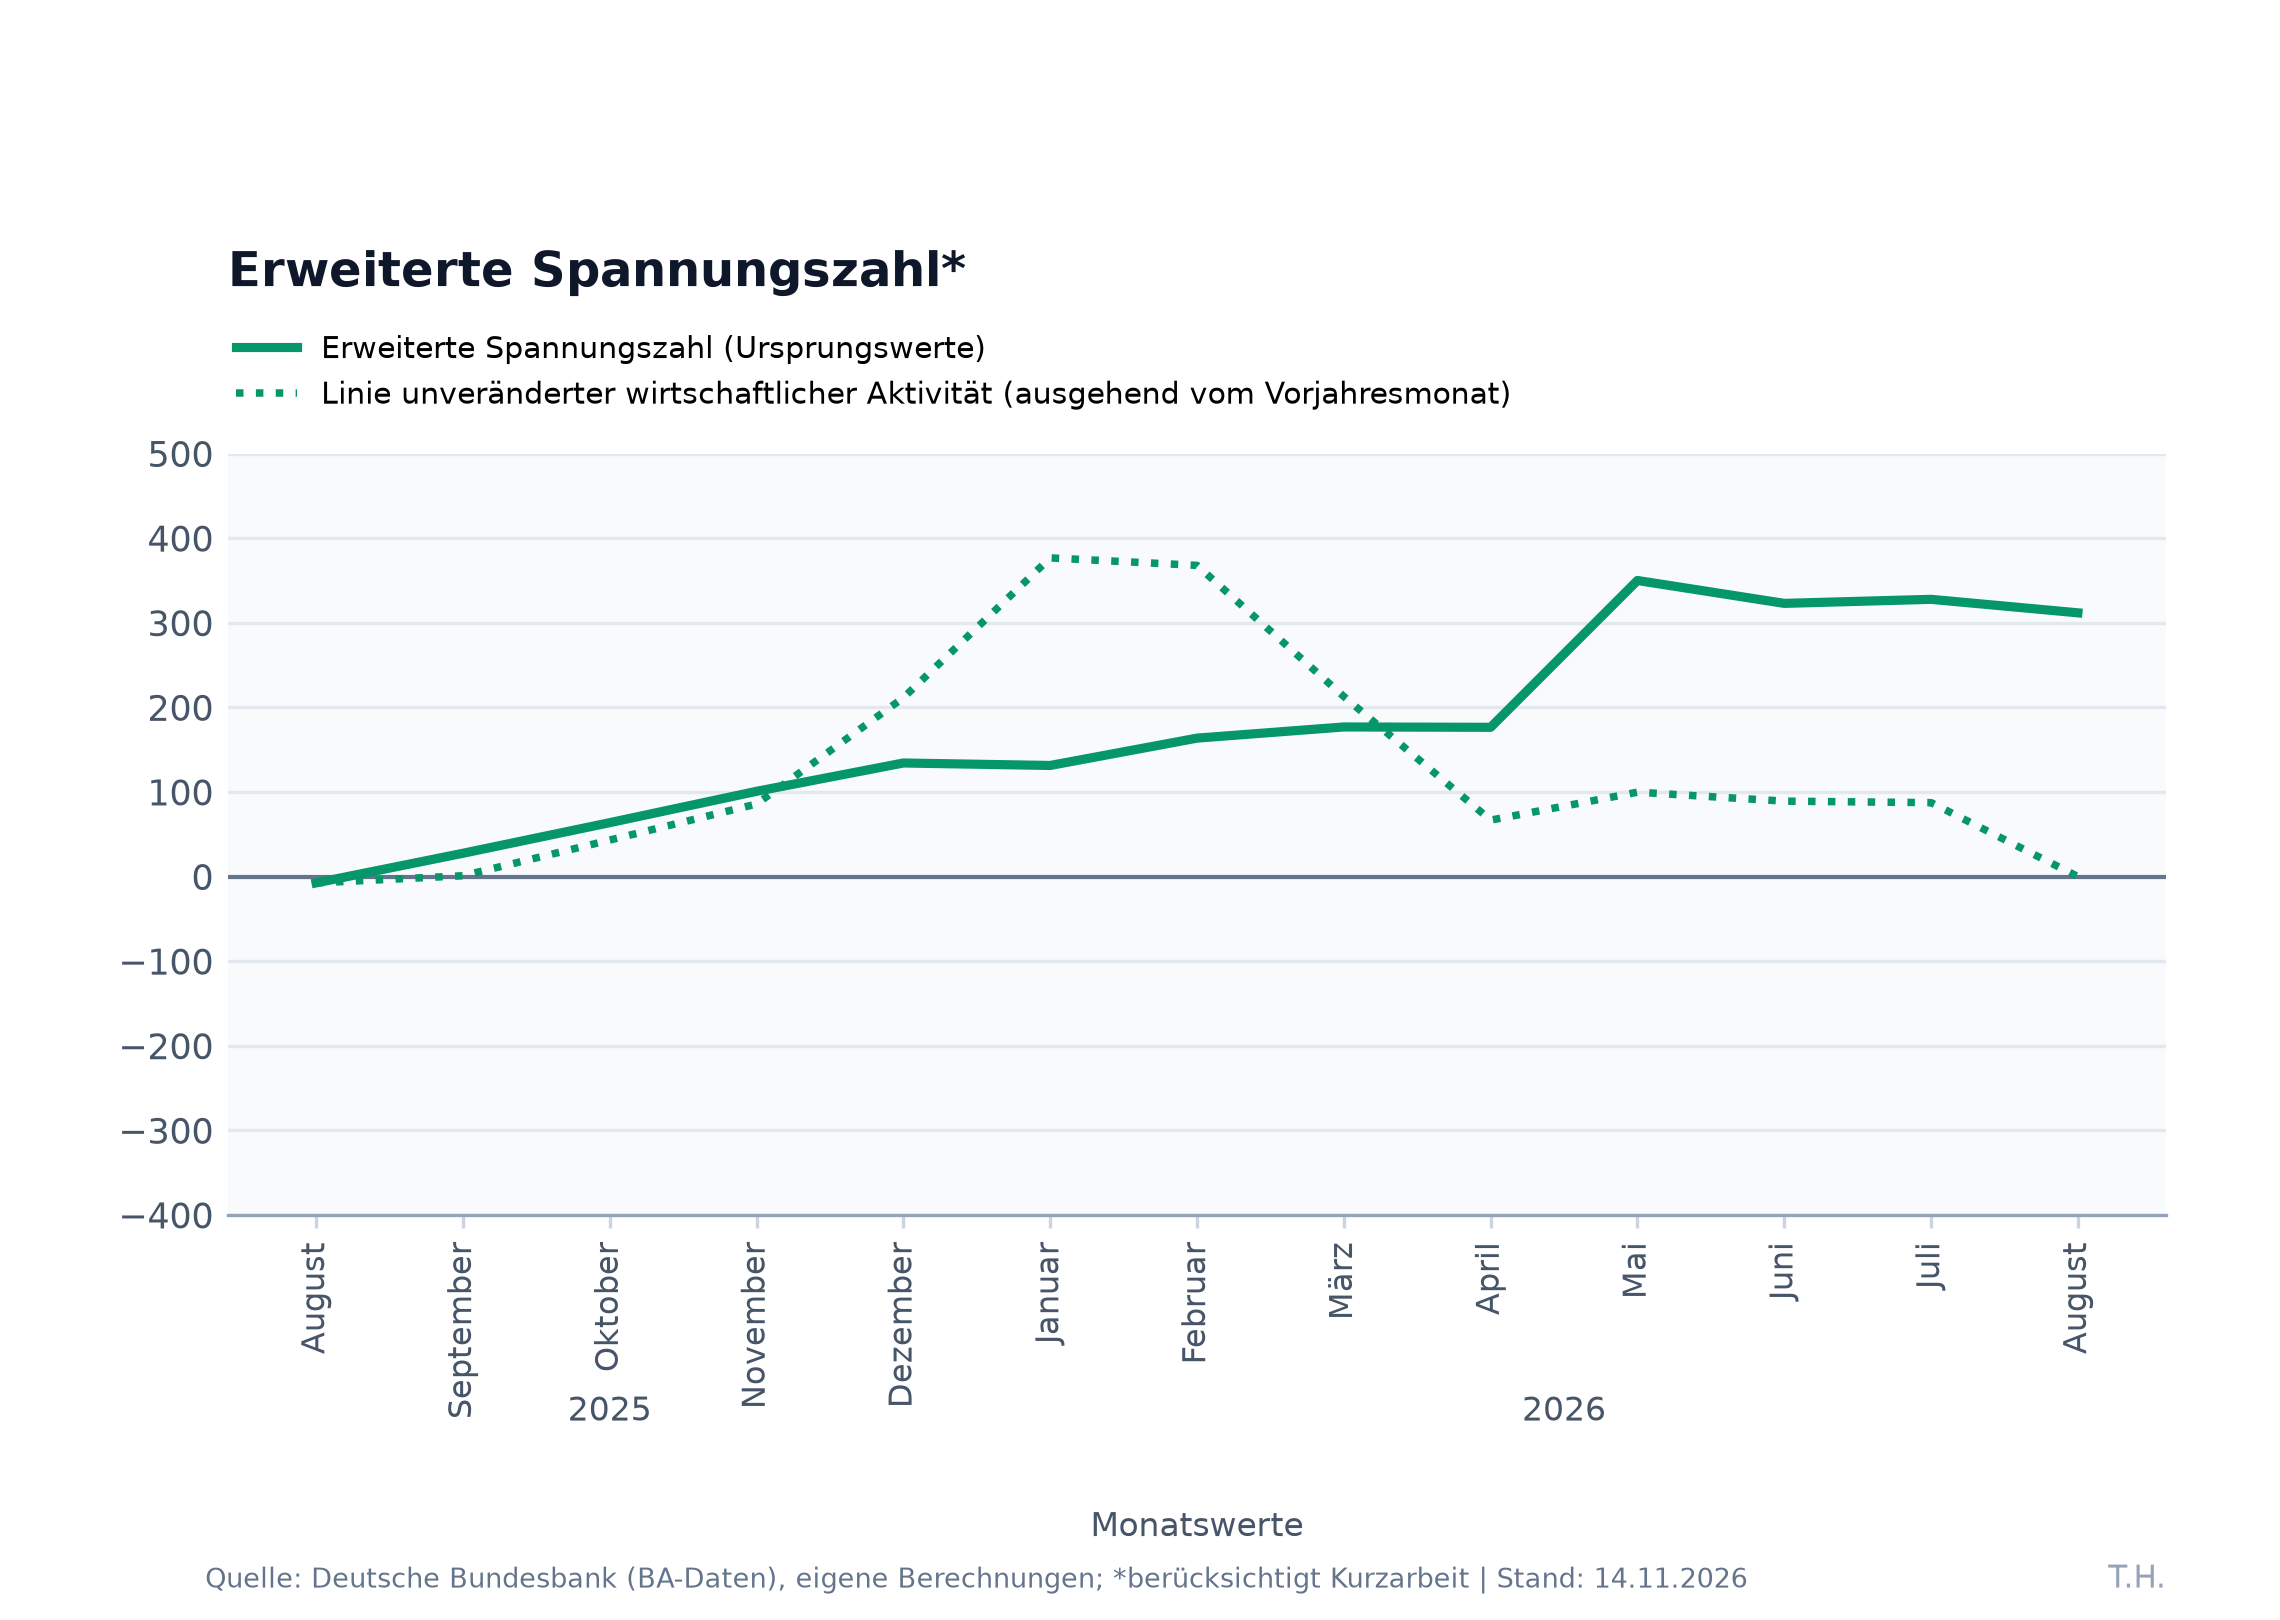 Erweiterte Spannungszahl*
Erweiterte Spannungszahl (Ursprungswerte)
Linie unveränderter wirtschaftlicher Aktivität (ausgehend vom Vorjahresmonat)
500
400
300
200
100
0
−100
−200
−300
−400
August
September
Oktober
November
Dezember
Januar
Februar
März
April
Mai
Juni
Juli
August
2025
2026
Monatswerte
Quelle: Deutsche Bundesbank (BA-Daten), eigene Berechnungen; *berücksichtigt Kurzarbeit | Stand: 14.11.2026
T.H.